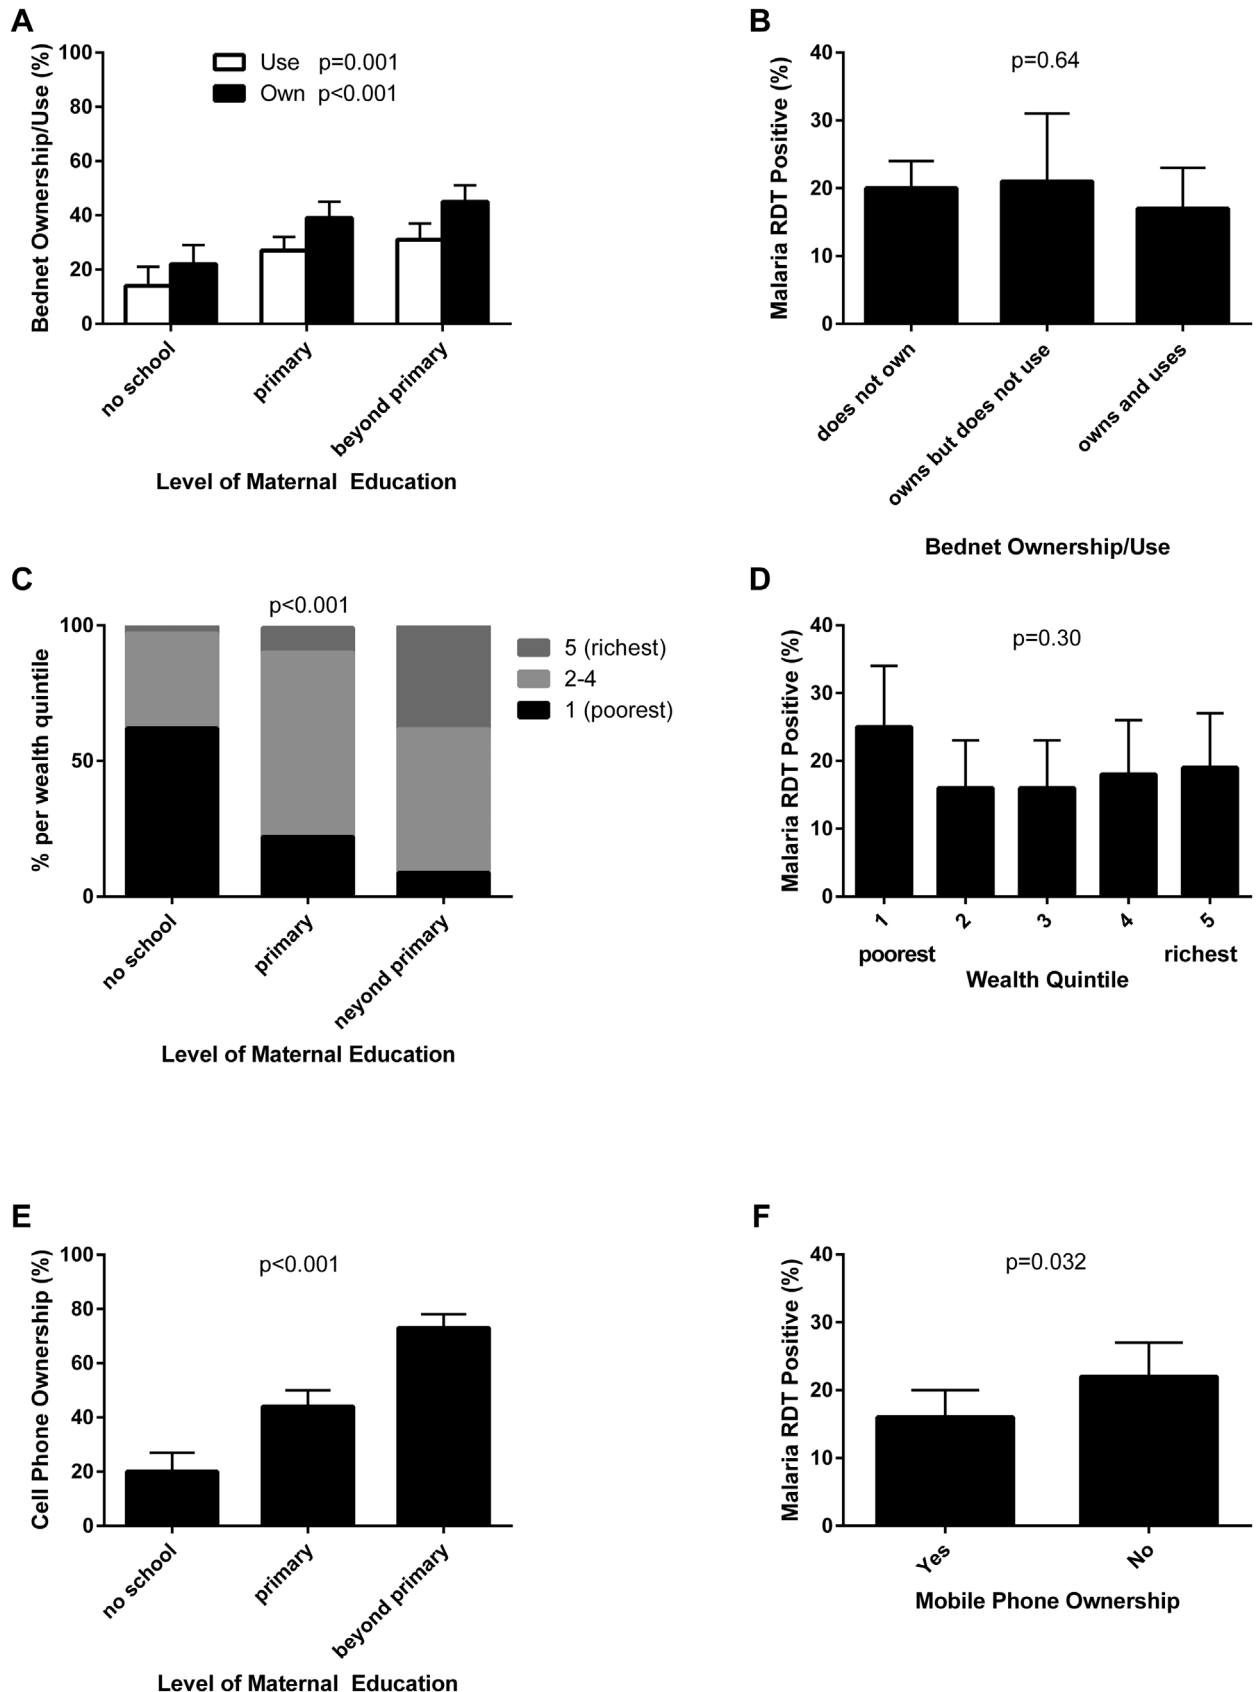 A
Bednet Ownership/Use (%)
100
80
60
40
20
0
Use p=0.001
Own p<0.001
no school
primary
beyond primary
Level of Maternal Education
B
Malaria RDT Positive (%)
40
30
20
10
0
p=0.64
does not own
owns but does not use
owns and uses
Bednet Ownership/Use
C
% per wealth quintile
100
50
0
p<0.001
5 (richest)
2-4
1 (poorest)
no school
primary
neyond primary
Level of Maternal Education
D
Malaria RDT Positive (%)
40
30
20
10
0
p=0.30
1
2
3
4
5
poorest
richest
Wealth Quintile
E
Cell Phone Ownership (%)
100
80
60
40
20
0
p<0.001
no school
primary
beyond primary
Level of Maternal Education
F
Malaria RDT Positive (%)
40
30
20
10
0
p=0.032
Yes
No
Mobile Phone Ownership